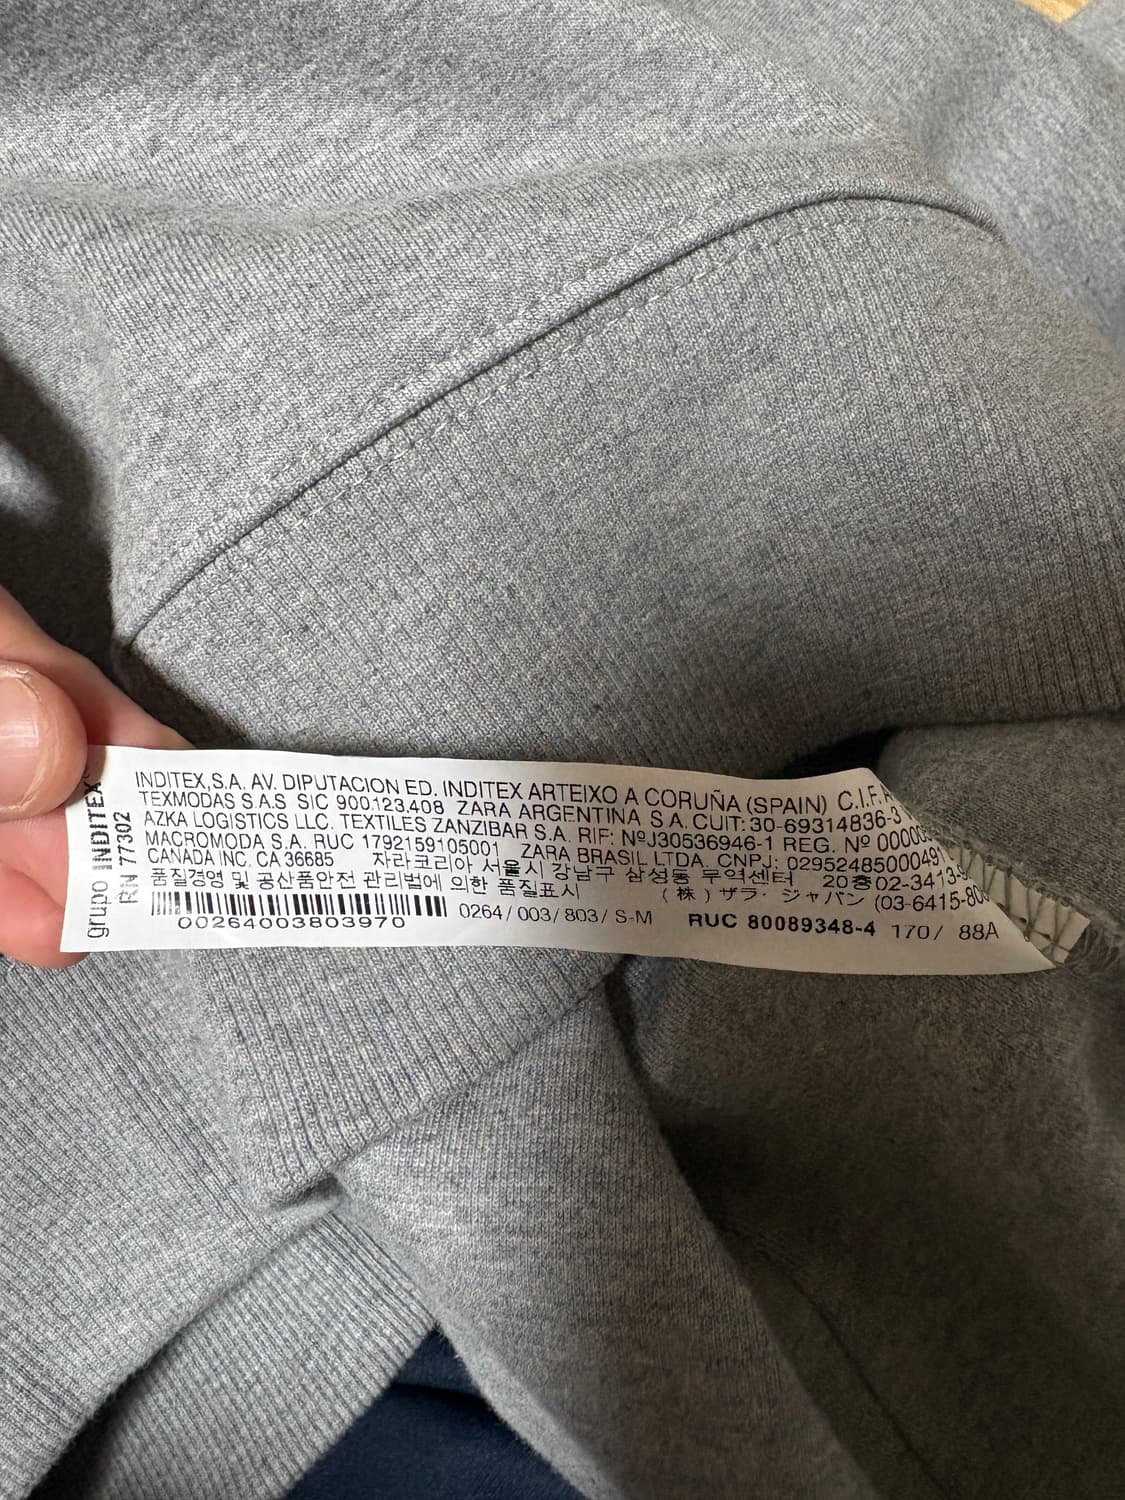 grupo INDITEX
RN 77302
INDITEX,S.A. AV. DIPUTACION ED. INDITEX ARTEIXO A CORUÑA (SPAIN) C.I.F.
TEXMODAS S.A.S SIC 900.123.408 ZARA ARGENTINA S.A. CUIT: 30-69314836-3
AZKA LOGISTICS LLC. TEXTILES ZANZIBAR S.A. RIF: NºJ30536946-1 REG. Nº
MACROMODA S.A. RUC 1792159105001 ZARA BRASIL LTDA. CNPJ:
CANADA INC. CA 36685 자라코리아 서울시 강남구 삼성동 무역센터 20층
품질경영 및 공산품안전 관리법에 의한 품질표시 (株) ザラ・ジャパン
00264003803970 0264/003/803/S-M RUC 80089348-4 170/ 88A